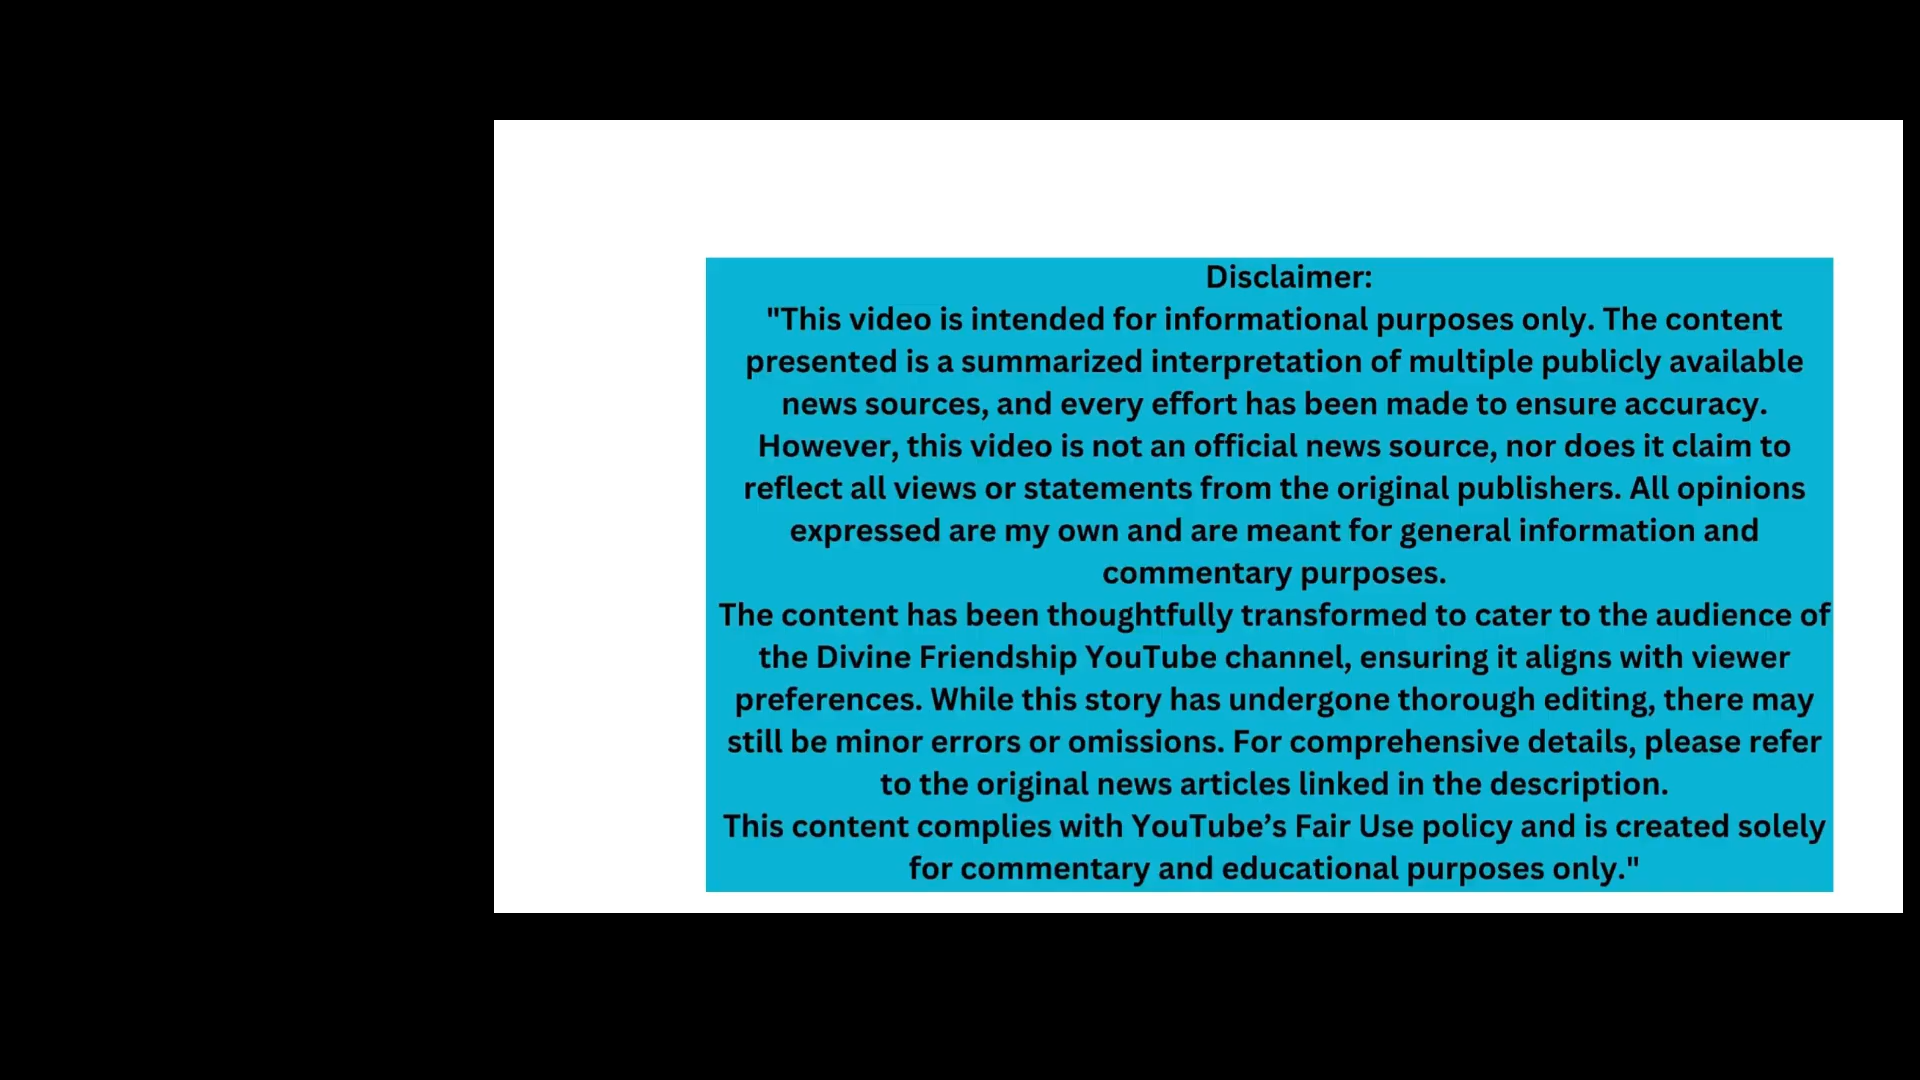 Disclaimer:
"This video is intended for informational purposes only. The content
presented is a summarized interpretation of multiple publicly available
news sources, and every effort has been made to ensure accuracy.
However, this video is not an official news source, nor does it claim to
reflect all views or statements from the original publishers. All opinions
expressed are my own and are meant for general information and
commentary purposes.
The content has been thoughtfully transformed to cater to the audience of
the Divine Friendship YouTube channel, ensuring it aligns with viewer
preferences. While this story has undergone thorough editing, there may
still be minor errors or omissions. For comprehensive details, please refer
to the original news articles linked in the description.
This content complies with YouTube’s Fair Use policy and is created solely
for commentary and educational purposes only."